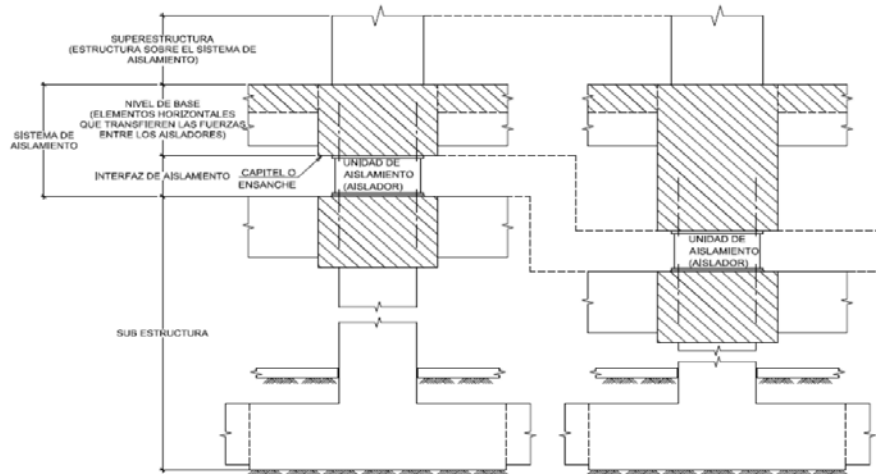 SUPERESTRUCTURA
(ESTRUCTURA SOBRE EL SISTEMA DE
AISLAMIENTO)
NIVEL DE BASE
(ELEMENTOS HORIZONTALES
QUE TRANSFIEREN LAS FUERZAS
ENTRE LOS AISLADORES)
SISTEMA DE
AISLAMIENTO
INTERFAZ DE AISLAMIENTO
CAPITEL O
ENSANCHE
UNIDAD DE
AISLAMIENTO
(AISLADOR)
UNIDAD DE
AISLAMIENTO
(AISLADOR)
SUB ESTRUCTURA